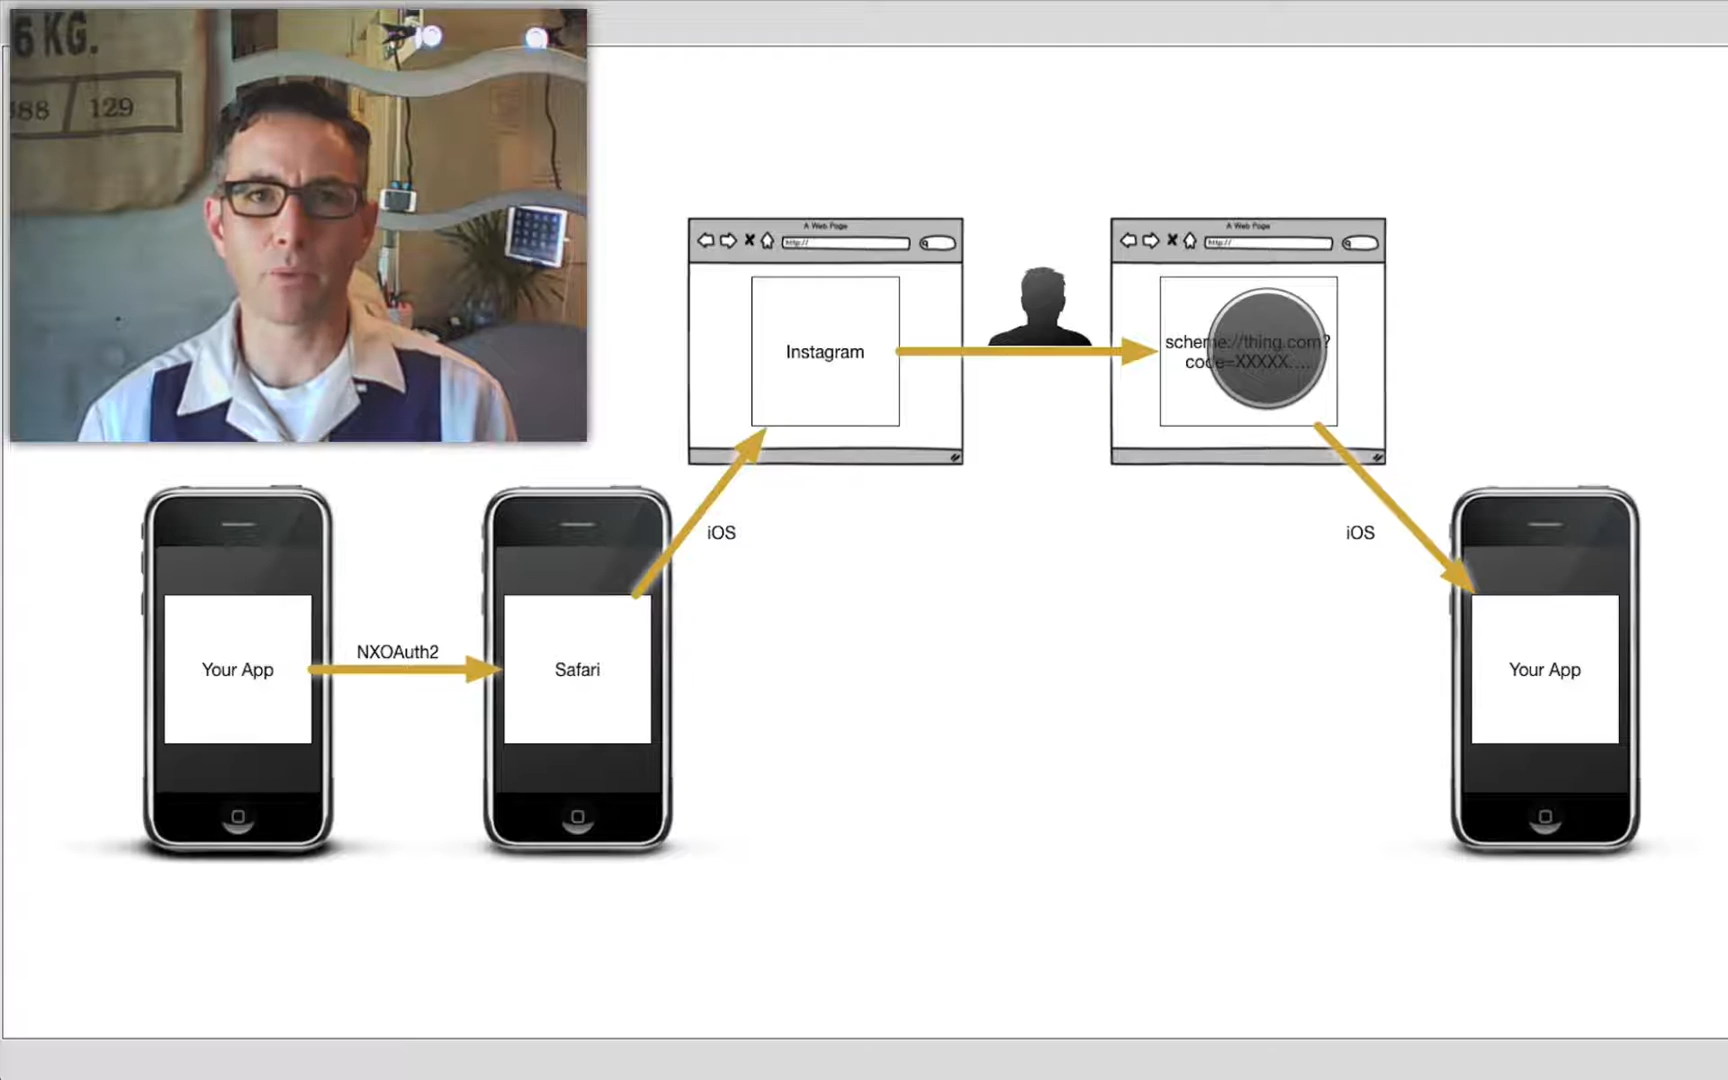 6 KG.
388 / 129
A Web Page
http://
Instagram
A Web Page
http://
scheme://thing.com?
code=XXXXX....
iOS
iOS
Your App
NXOAuth2
Safari
Your App